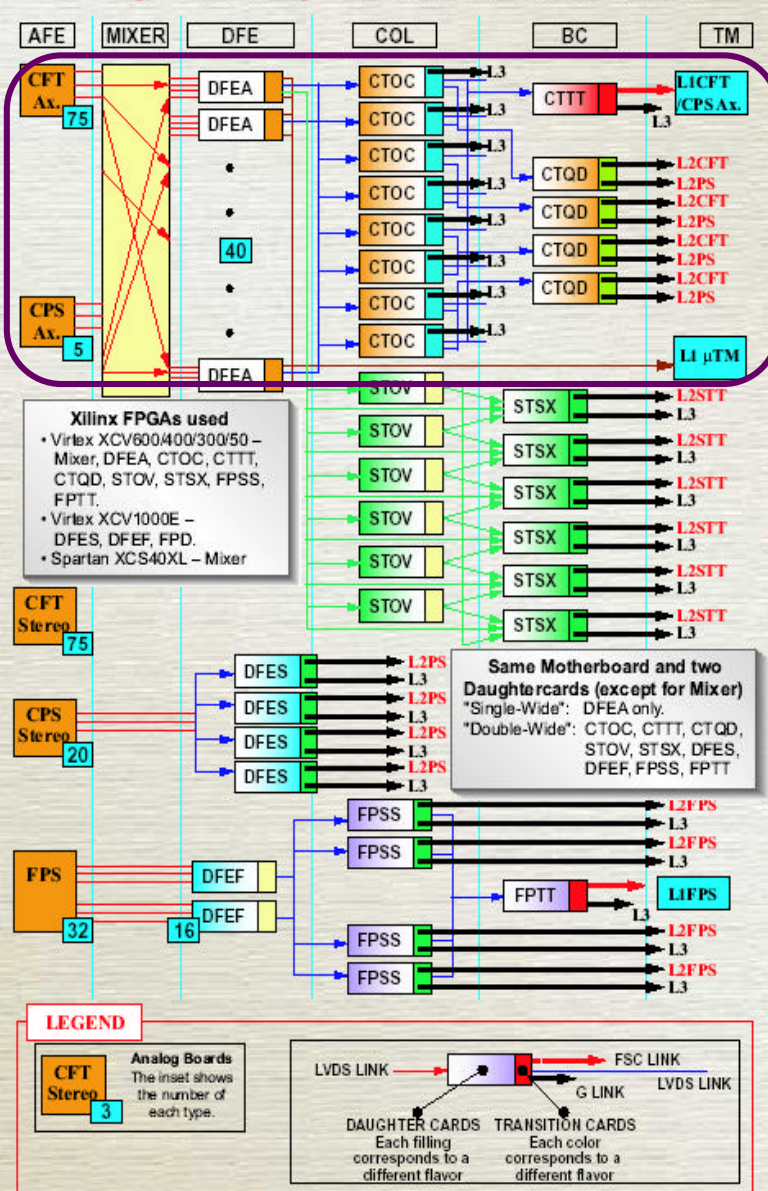 AFE MIXER DFE COL BC TM
CFT
Ax.
75
CPS
Ax.
5
DFEA
DFEA
40
DFEA
CTOC L3
CTOC L3
CTOC L3
CTOC L3
CTOC L3
CTOC L3
CTOC L3
CTOC L3
CTTT
L3
L1CFT
/CPS Ax.
CTQD L2CFT
L2PS
CTQD L2CFT
L2PS
CTQD L2CFT
L2PS
CTQD L2CFT
L2PS
L1 µTM
STOV
STOV
STOV
STOV
STOV
STOV
STSX L2STT
L3
STSX L2STT
L3
STSX L2STT
L3
STSX L2STT
L3
STSX L2STT
L3
STSX L2STT
L3
Xilinx FPGAs used
• Virtex XCV600/400/300/50 –
Mixer, DFEA, CTOC, CTTT,
CTQD, STOV, STSX, FPSS,
FPTT.
• Virtex XCV1000E –
DFES, DFEF, FPD.
• Spartan XCS40XL – Mixer
CFT
Stereo
75
CPS
Stereo
20
DFES L2PS
L3
DFES L2PS
L3
DFES L2PS
L3
DFES L2PS
L3
Same Motherboard and two
Daughtercards (except for Mixer)
"Single-Wide": DFEA only.
"Double-Wide": CTOC, CTTT, CTQD,
STOV, STSX, DFES,
DFEF, FPSS, FPTT
FPS
32
DFEF
DFEF
16
FPSS L2FPS
L3
FPSS L2FPS
L3
FPTT L1FPS
L3
FPSS L2FPS
L3
FPSS L2FPS
L3
LEGEND
CFT
Stereo
3
Analog Boards
The inset shows
the number of
each type.
LVDS LINK
FSC LINK
LVDS LINK
G LINK
DAUGHTER CARDS
Each filling
corresponds to a
different flavor
TRANSITION CARDS
Each color
corresponds to a
different flavor